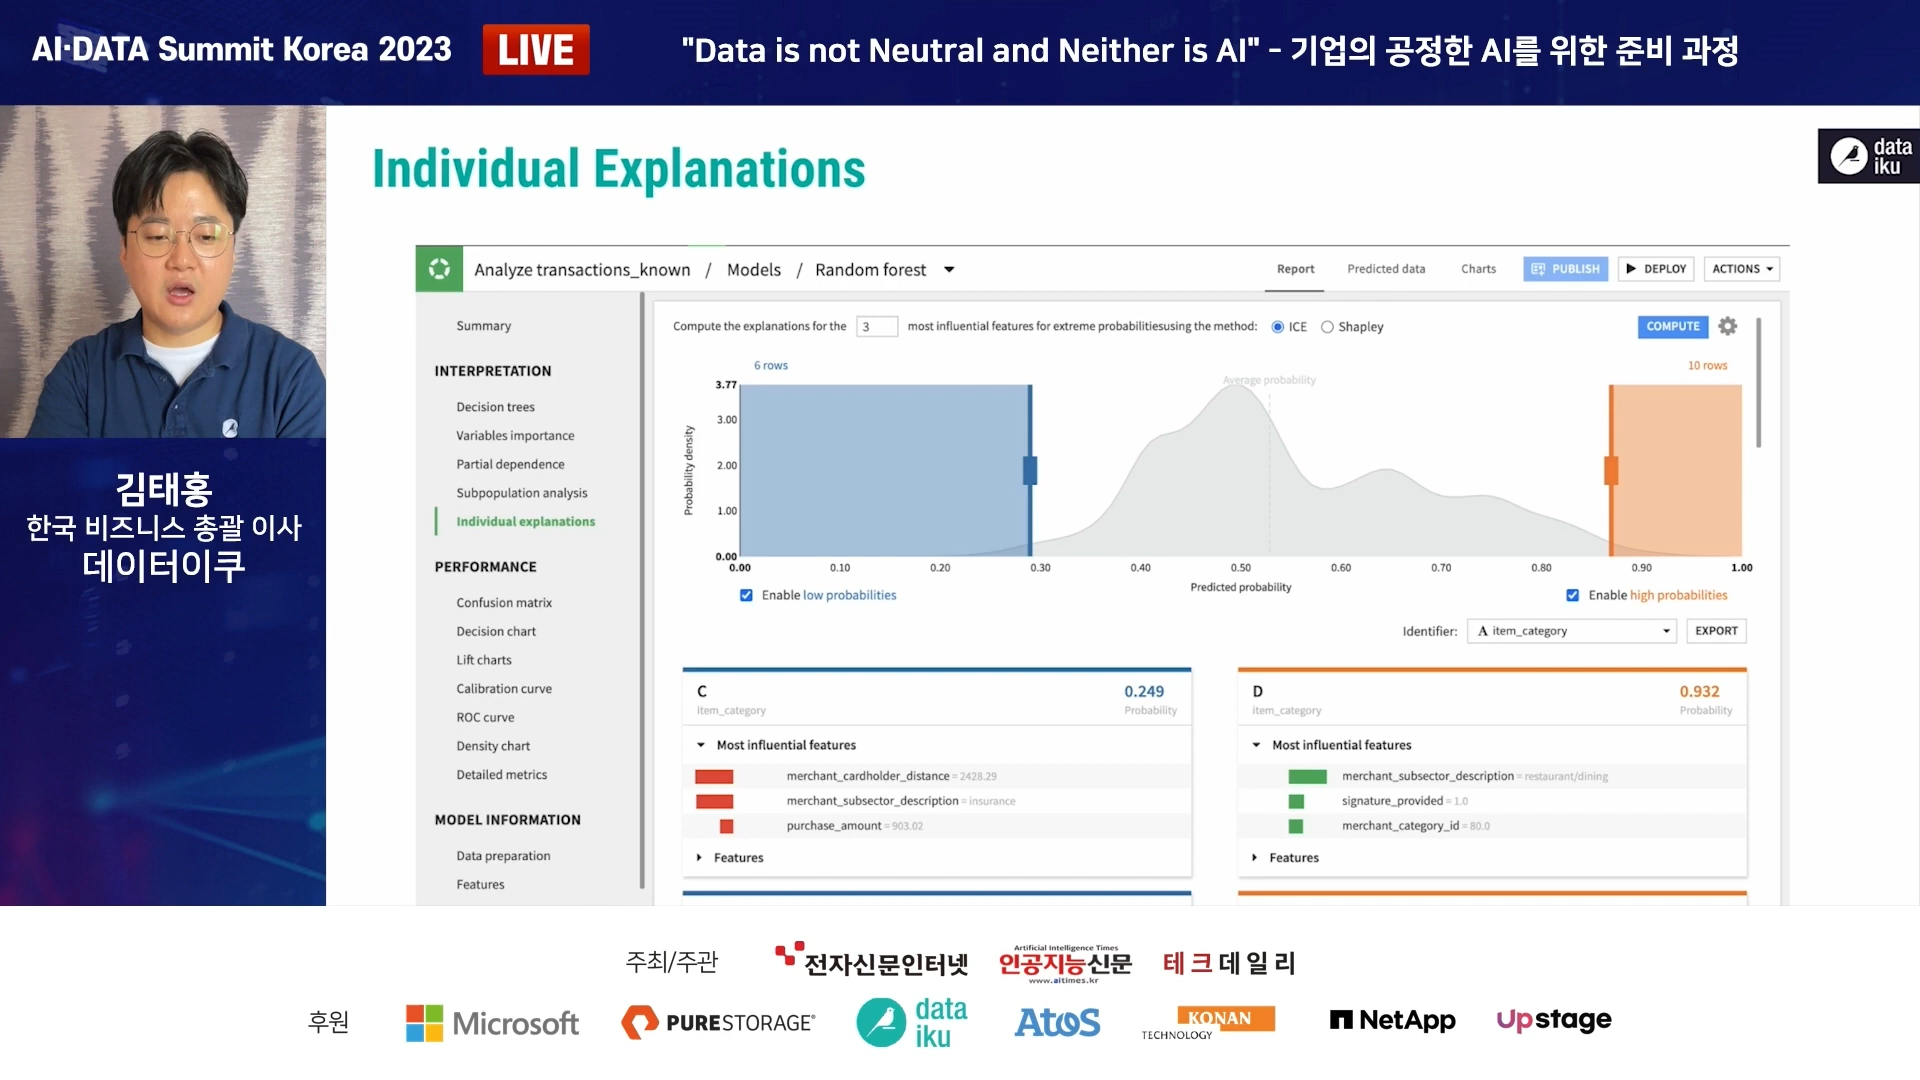 AI·DATA Summit Korea 2023
LIVE
"Data is not Neutral and Neither is AI" - 기업의 공정한 AI를 위한 준비 과정
김태홍
한국 비즈니스 총괄 이사
데이터이쿠
Individual Explanations
data
iku
Analyze transactions_known / Models / Random forest
Report
Predicted data
Charts
PUBLISH
DEPLOY
ACTIONS
Summary
INTERPRETATION
Decision trees
Variables importance
Partial dependence
Subpopulation analysis
Individual explanations
PERFORMANCE
Confusion matrix
Decision chart
Lift charts
Calibration curve
ROC curve
Density chart
Detailed metrics
MODEL INFORMATION
Data preparation
Features
Compute the explanations for the 3 most influential features for extreme probabilitiesusing the method: ICE Shapley
COMPUTE
6 rows
10 rows
Average probability
Probability density
3.77
3.00
2.00
1.00
0.00
0.00 0.10 0.20 0.30 0.40 0.50 0.60 0.70 0.80 0.90 1.00
Predicted probability
Enable low probabilities
Enable high probabilities
Identifier: A item_category
EXPORT
C 0.249
item_category Probability
Most influential features
merchant_cardholder_distance = 2428.29
merchant_subsector_description = insurance
purchase_amount = 903.02
Features
D 0.932
item_category Probability
Most influential features
merchant_subsector_description = restaurant/dining
signature_provided = 1.0
merchant_category_id = 80.0
Features
주최/주관
전자신문인터넷
Artificial Intelligence Times
인공지능신문
www.aitimes.kr
테크데일리
후원
Microsoft
PURESTORAGE®
data
iku
Atos
KONAN
TECHNOLOGY
NetApp
Upstage